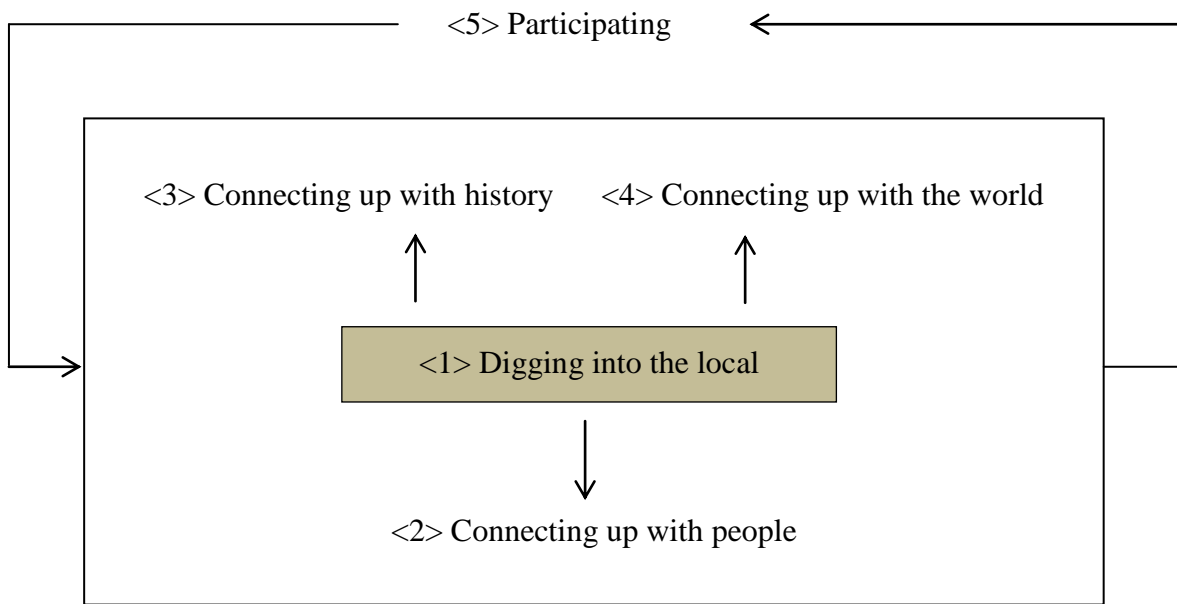 <5> Participating
<3> Connecting up with history
<4> Connecting up with the world
<1> Digging into the local
<2> Connecting up with people